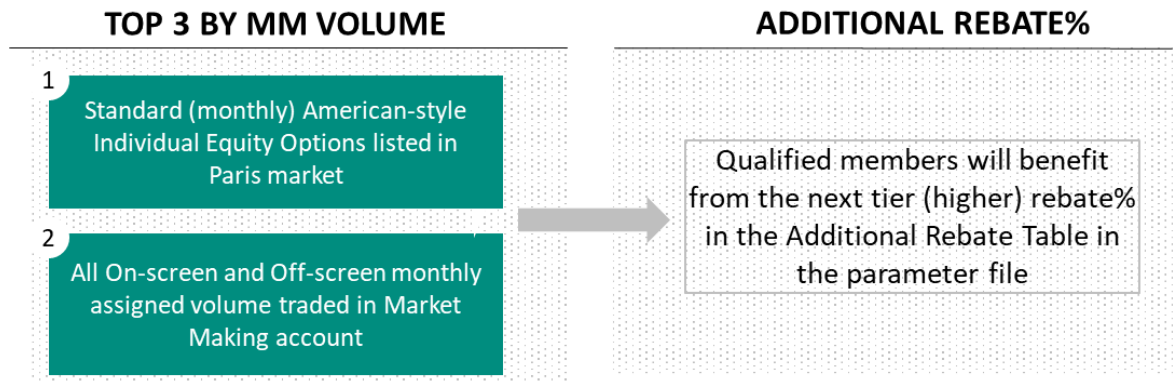 TOP 3 BY MM VOLUME
1
Standard (monthly) American-style
Individual Equity Options listed in
Paris market
2
All On-screen and Off-screen monthly
assigned volume traded in Market
Making account
ADDITIONAL REBATE%
Qualified members will benefit
from the next tier (higher) rebate%
in the Additional Rebate Table in
the parameter file